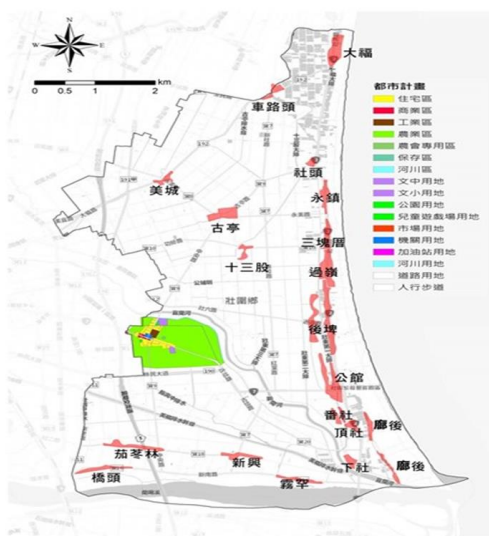 N
W
E
S
0
0.5
1
2
km
大福
車路頭
美城
社頭
永鎮
古亭
三塊厝
十三股
過嶺
壯圍鄉
後埤
公館
番社
頂社
廍後
茄苳林
新興
下社
廍後
橋頭
霧罕
都市計畫
住宅區
商業區
工業區
農業區
農會專用區
保存區
河川區
文中用地
文小用地
公園用地
兒童遊戲場用地
市場用地
機關用地
加油站用地
河川用地
道路用地
人行步道